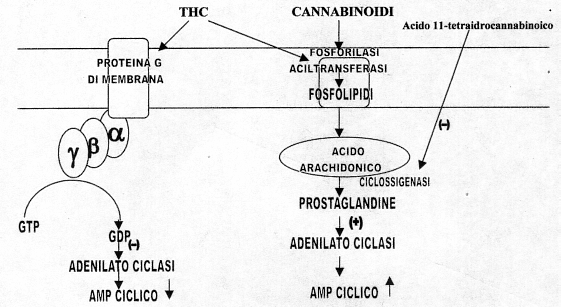 THC
CANNABINOIDI
Acido 11-tetraidrocannabinoico
PROTEINA G
DI MEMBRANA
FOSFORILASI
ACILTRANSFERASI
FOSFOLIPIDI
(-)
γ β α
ACIDO
ARACHIDONICO
CICLOSSIGENASI
PROSTAGLANDINE
(+)
GTP
GDP
(-)
ADENILATO CICLASI
ADENILATO CICLASI
AMP CICLICO
AMP CICLICO